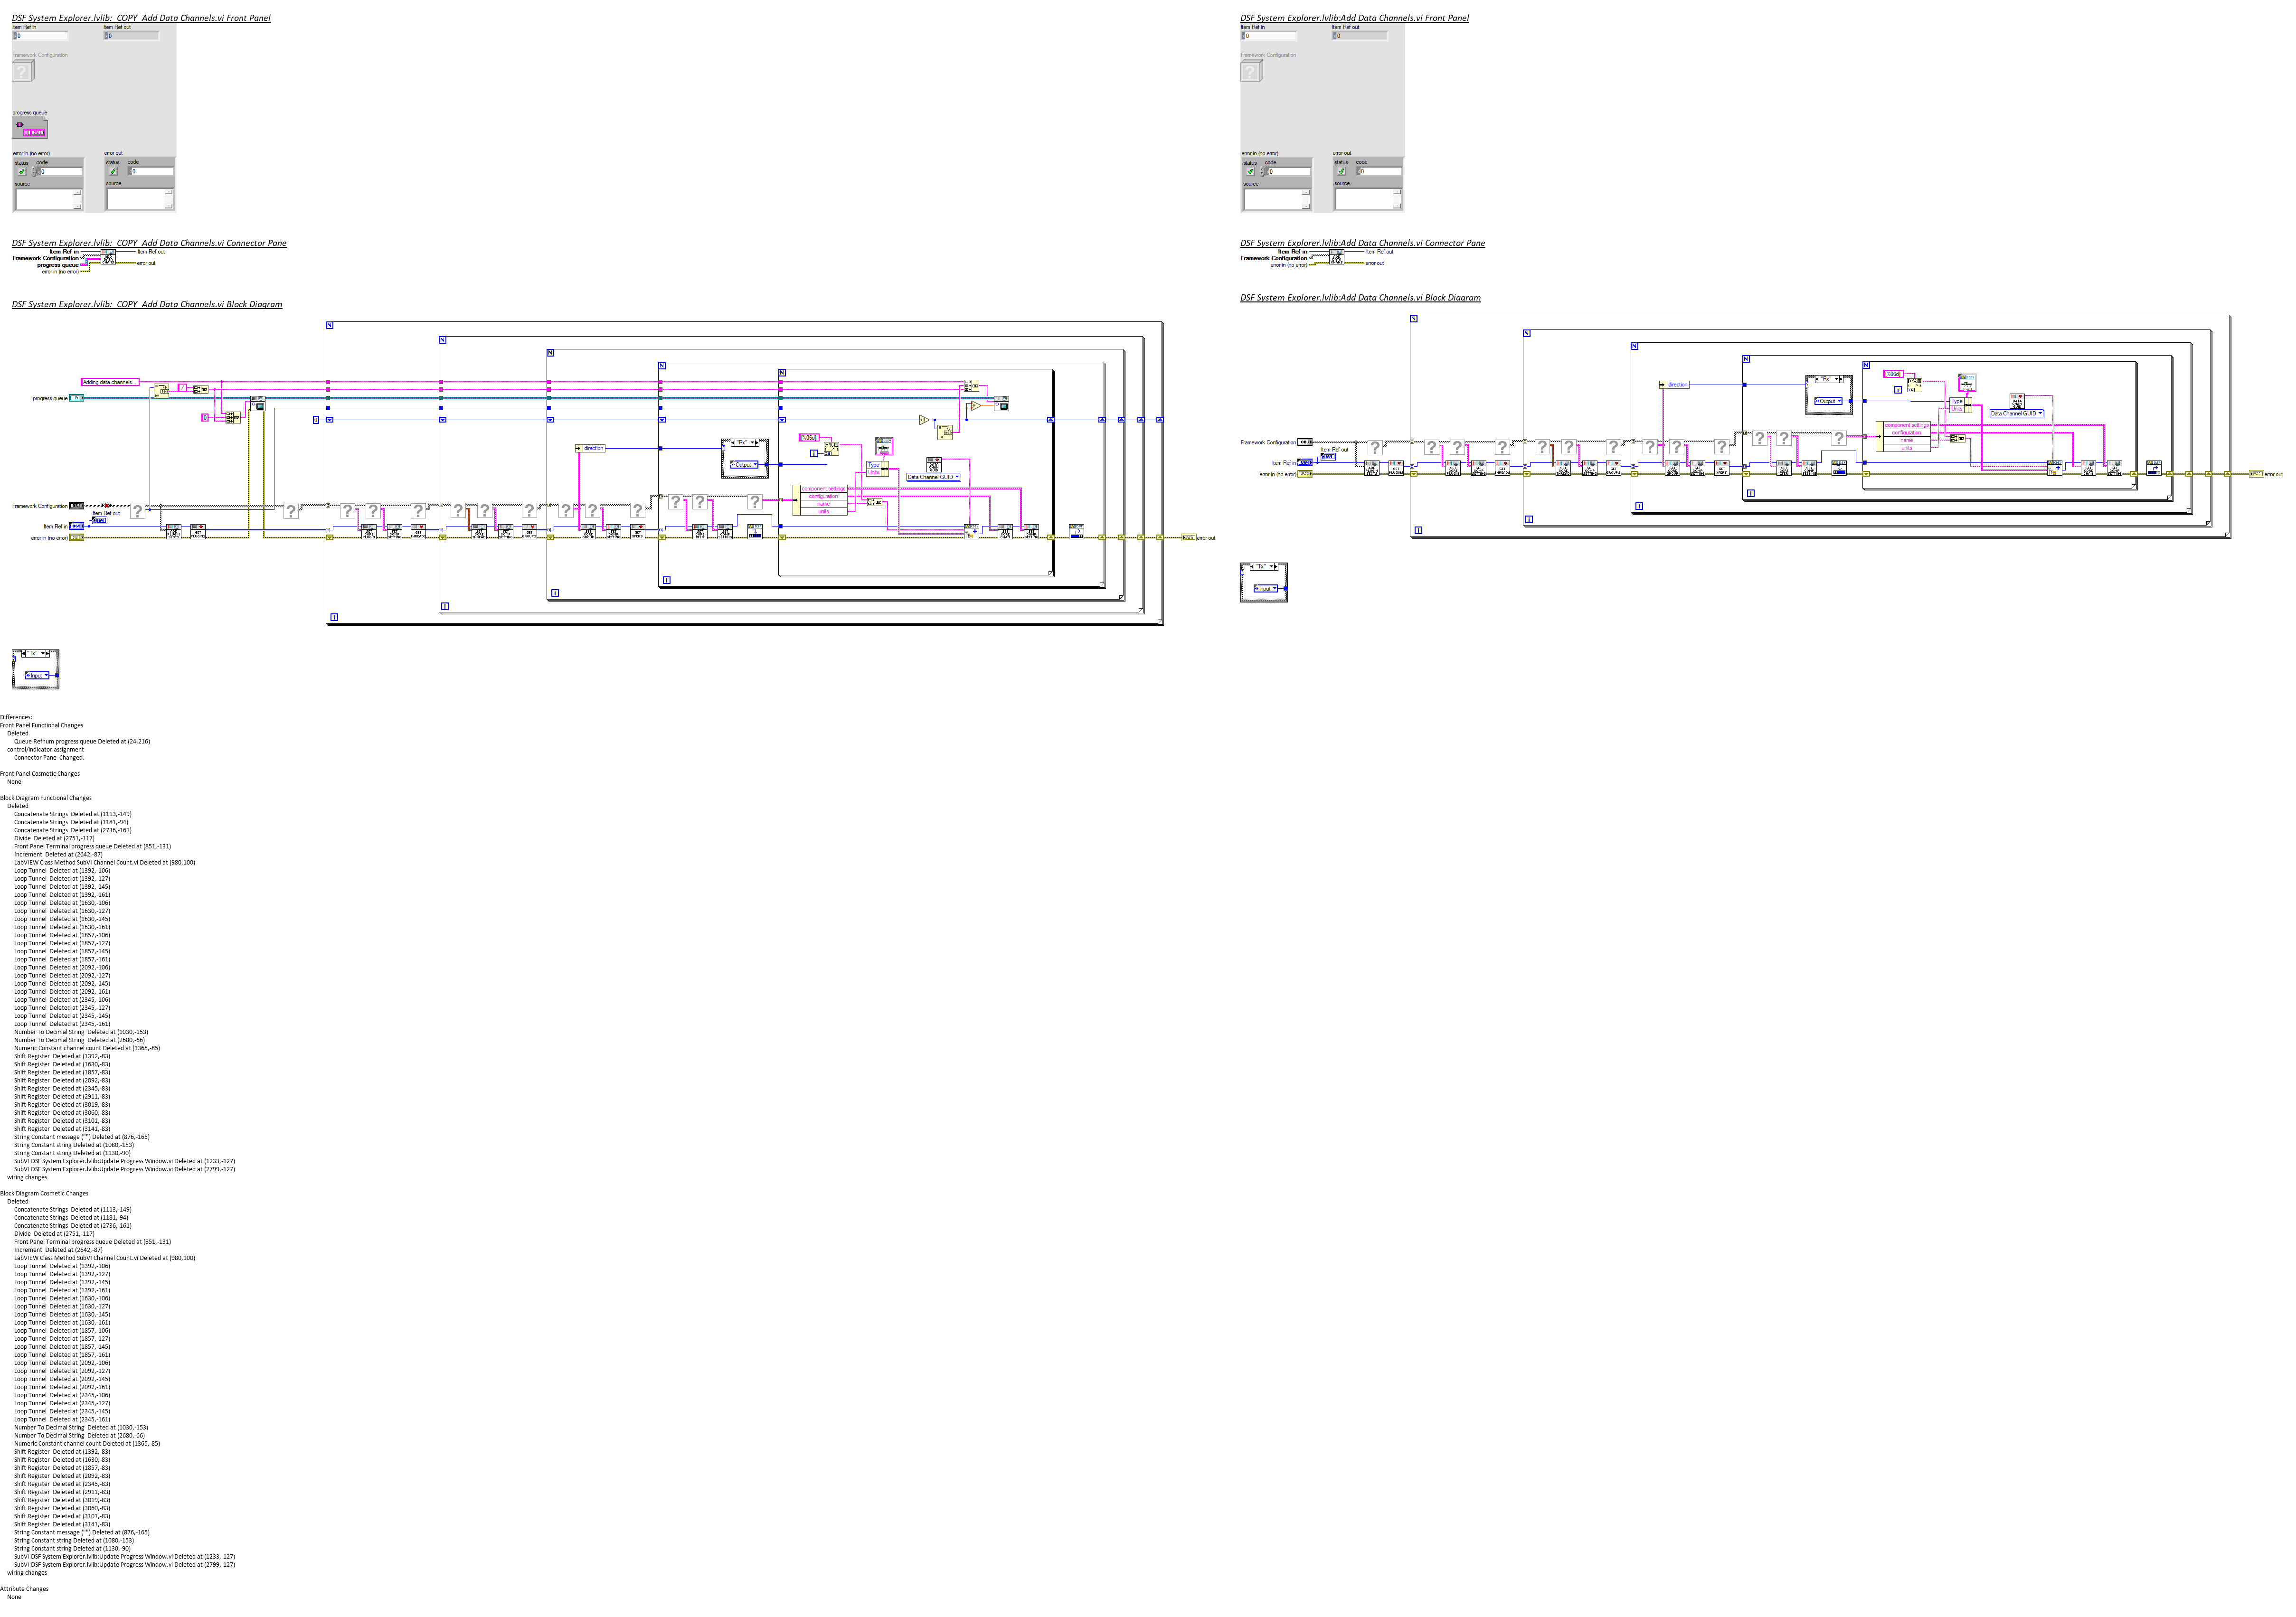 DSF System Explorer.lvlib:_COPY_Add Data Channels.vi Front Panel
Item Ref in
Item Ref out
0
0
Framework Configuration
progress queue
error in (no error)
error out
status code
status code
0
0
source
source
DSF System Explorer.lvlib:_COPY_Add Data Channels.vi Connector Pane
Item Ref in
Item Ref out
Framework Configuration
progress queue
error out
error in (no error)
DSF System Explorer.lvlib:_COPY_Add Data Channels.vi Block Diagram
Adding data channels...
progress queue
direction
"Rx"
Output
Type
Units
Data Channel GUID
component settings
configuration
name
units
Framework Configuration
Item Ref out
Item Ref in
error in (no error)
error out
"Tx"
Input
DSF System Explorer.lvlib:Add Data Channels.vi Front Panel
Item Ref in
Item Ref out
0
0
Framework Configuration
error in (no error)
error out
status code
status code
0
0
source
source
DSF System Explorer.lvlib:Add Data Channels.vi Connector Pane
Item Ref in
Item Ref out
Framework Configuration
error in (no error)
error out
DSF System Explorer.lvlib:Add Data Channels.vi Block Diagram
direction
"Rx"
Output
Type
Units
Data Channel GUID
component settings
configuration
name
units
Framework Configuration
Item Ref out
Item Ref in
error in (no error)
error out
"Tx"
Input
Differences:
Front Panel Functional Changes
Deleted
Queue Refnum progress queue Deleted at (24,216)
control/indicator assignment
Connector Pane Changed.
Front Panel Cosmetic Changes
None
Block Diagram Functional Changes
Deleted
Concatenate Strings Deleted at (1113,-149)
Concatenate Strings Deleted at (1181,-94)
Concatenate Strings Deleted at (2736,-161)
Divide Deleted at (2751,-117)
Front Panel Terminal progress queue Deleted at (851,-131)
Increment Deleted at (2642,-87)
LabVIEW Class Method SubVI Channel Count.vi Deleted at (980,100)
Loop Tunnel Deleted at (1392,-106)
Loop Tunnel Deleted at (1392,-127)
Loop Tunnel Deleted at (1392,-145)
Loop Tunnel Deleted at (1392,-161)
Loop Tunnel Deleted at (1630,-106)
Loop Tunnel Deleted at (1630,-127)
Loop Tunnel Deleted at (1630,-145)
Loop Tunnel Deleted at (1630,-161)
Loop Tunnel Deleted at (1857,-106)
Loop Tunnel Deleted at (1857,-127)
Loop Tunnel Deleted at (1857,-145)
Loop Tunnel Deleted at (1857,-161)
Loop Tunnel Deleted at (2092,-106)
Loop Tunnel Deleted at (2092,-127)
Loop Tunnel Deleted at (2092,-145)
Loop Tunnel Deleted at (2092,-161)
Loop Tunnel Deleted at (2345,-106)
Loop Tunnel Deleted at (2345,-127)
Loop Tunnel Deleted at (2345,-145)
Loop Tunnel Deleted at (2345,-161)
Number To Decimal String Deleted at (1030,-153)
Number To Decimal String Deleted at (2680,-66)
Numeric Constant channel count Deleted at (1365,-85)
Shift Register Deleted at (1392,-83)
Shift Register Deleted at (1630,-83)
Shift Register Deleted at (1857,-83)
Shift Register Deleted at (2092,-83)
Shift Register Deleted at (2345,-83)
Shift Register Deleted at (2911,-83)
Shift Register Deleted at (3019,-83)
Shift Register Deleted at (3060,-83)
Shift Register Deleted at (3101,-83)
Shift Register Deleted at (3141,-83)
String Constant message ("") Deleted at (876,-165)
String Constant string Deleted at (1080,-153)
String Constant string Deleted at (1130,-90)
SubVI DSF System Explorer.lvlib:Update Progress Window.vi Deleted at (1233,-127)
SubVI DSF System Explorer.lvlib:Update Progress Window.vi Deleted at (2799,-127)
wiring changes
Block Diagram Cosmetic Changes
Deleted
Concatenate Strings Deleted at (1113,-149)
Concatenate Strings Deleted at (1181,-94)
Concatenate Strings Deleted at (2736,-161)
Divide Deleted at (2751,-117)
Front Panel Terminal progress queue Deleted at (851,-131)
Increment Deleted at (2642,-87)
LabVIEW Class Method SubVI Channel Count.vi Deleted at (980,100)
Loop Tunnel Deleted at (1392,-106)
Loop Tunnel Deleted at (1392,-127)
Loop Tunnel Deleted at (1392,-145)
Loop Tunnel Deleted at (1392,-161)
Loop Tunnel Deleted at (1630,-106)
Loop Tunnel Deleted at (1630,-127)
Loop Tunnel Deleted at (1630,-145)
Loop Tunnel Deleted at (1630,-161)
Loop Tunnel Deleted at (1857,-106)
Loop Tunnel Deleted at (1857,-127)
Loop Tunnel Deleted at (1857,-145)
Loop Tunnel Deleted at (1857,-161)
Loop Tunnel Deleted at (2092,-106)
Loop Tunnel Deleted at (2092,-127)
Loop Tunnel Deleted at (2092,-145)
Loop Tunnel Deleted at (2092,-161)
Loop Tunnel Deleted at (2345,-106)
Loop Tunnel Deleted at (2345,-127)
Loop Tunnel Deleted at (2345,-145)
Loop Tunnel Deleted at (2345,-161)
Number To Decimal String Deleted at (1030,-153)
Number To Decimal String Deleted at (2680,-66)
Numeric Constant channel count Deleted at (1365,-85)
Shift Register Deleted at (1392,-83)
Shift Register Deleted at (1630,-83)
Shift Register Deleted at (1857,-83)
Shift Register Deleted at (2092,-83)
Shift Register Deleted at (2345,-83)
Shift Register Deleted at (2911,-83)
Shift Register Deleted at (3019,-83)
Shift Register Deleted at (3060,-83)
Shift Register Deleted at (3101,-83)
Shift Register Deleted at (3141,-83)
String Constant message ("") Deleted at (876,-165)
String Constant string Deleted at (1080,-153)
String Constant string Deleted at (1130,-90)
SubVI DSF System Explorer.lvlib:Update Progress Window.vi Deleted at (1233,-127)
SubVI DSF System Explorer.lvlib:Update Progress Window.vi Deleted at (2799,-127)
wiring changes
Attribute Changes
None